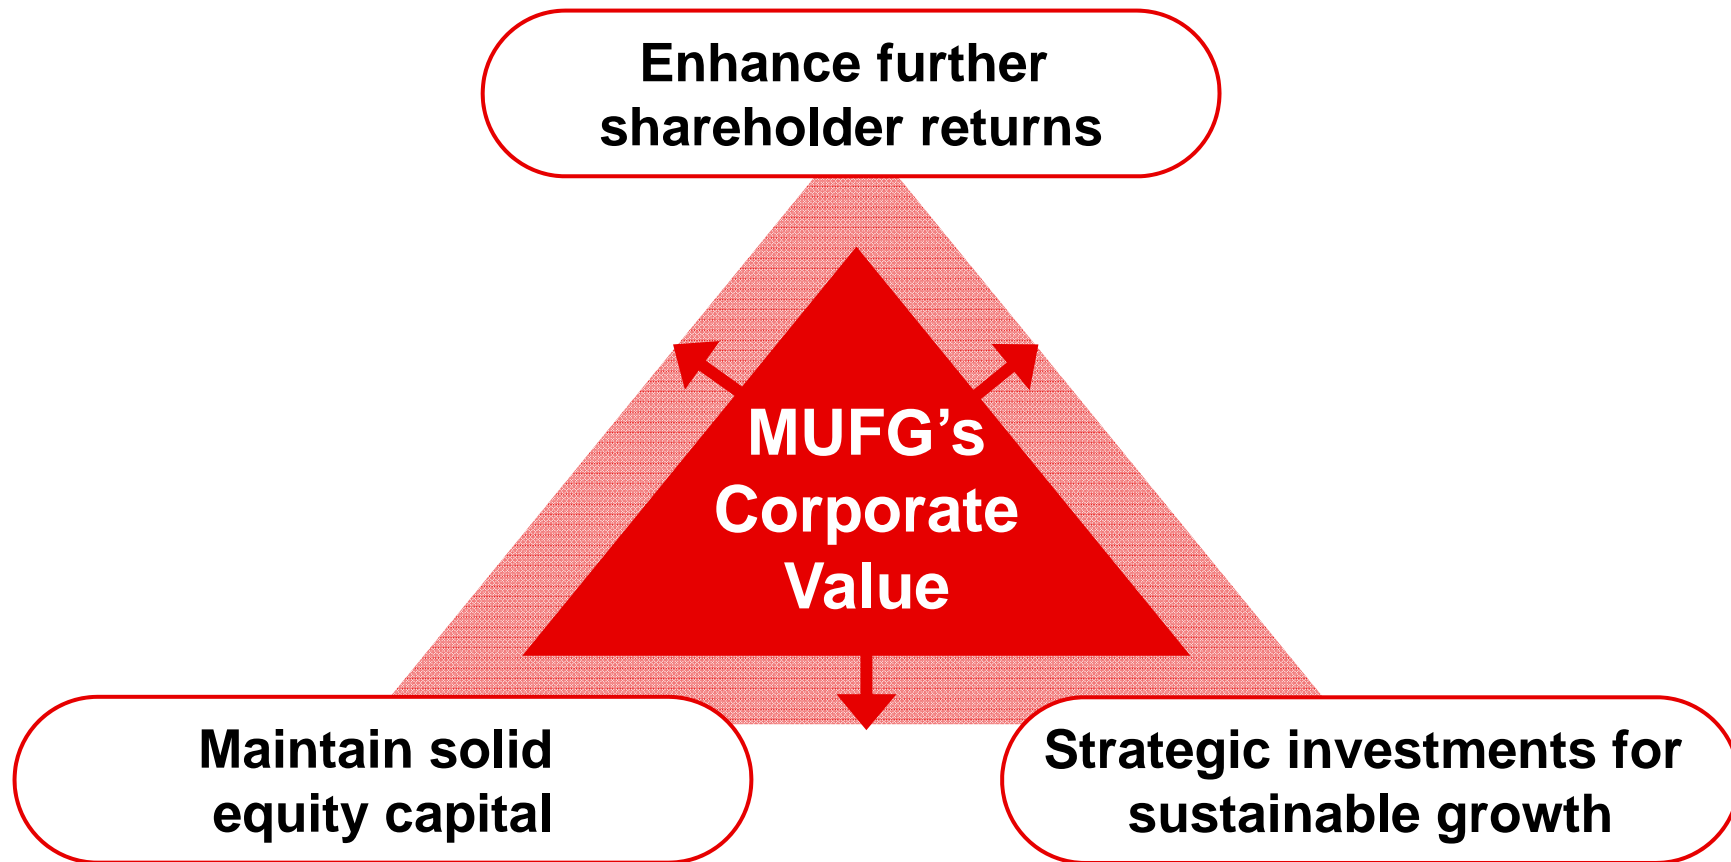 Enhance further
shareholder returns
MUFG’s
Corporate
Value
Maintain solid
equity capital
Strategic investments for
sustainable growth